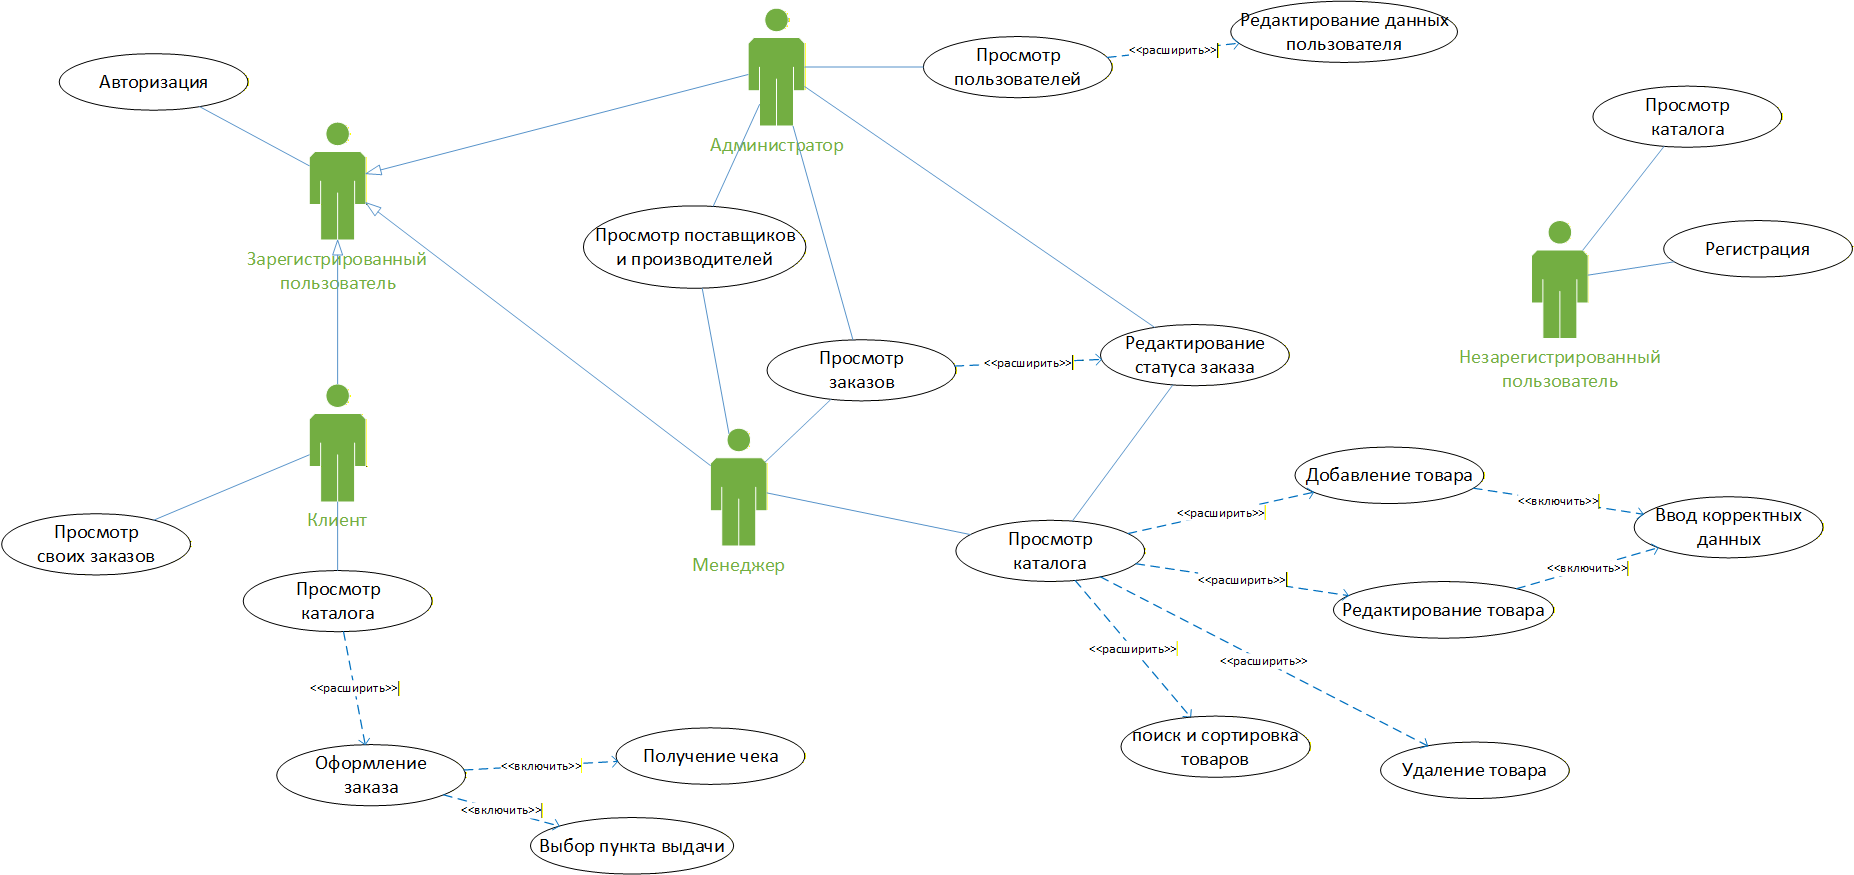 Редактирование данных
пользователя
<<расширить>>
Просмотр
пользователей
Авторизация
Просмотр
каталога
Администратор
Просмотр поставщиков
и производителей
Регистрация
Зарегистрированный
пользователь
Просмотр
заказов
<<расширить>>
Редактирование
статуса заказа
Незарегистрированный
пользователь
Добавление товара
<<включить>>
<<расширить>>
Ввод корректных
данных
Клиент
Просмотр
своих заказов
Менеджер
Просмотр
каталога
<<расширить>>
<<включить>>
Редактирование товара
Просмотр
каталога
<<расширить>>
<<расширить>>
<<расширить>>
поиск и сортировка
товаров
Удаление товара
Оформление
заказа
<<включить>>
Получение чека
<<включить>>
Выбор пункта выдачи